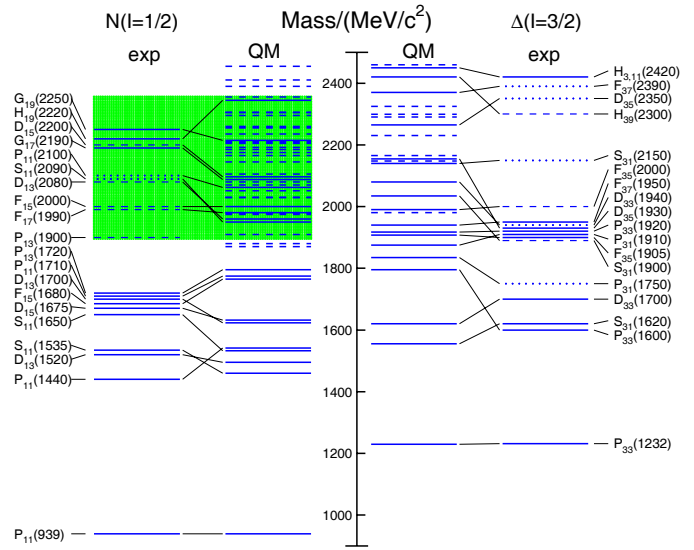 N(I=1/2) Mass/(MeV/c²) Δ(I=3/2)
exp QM QM exp
G₁₉(2250)
H₁₉(2220)
D₁₅(2200)
G₁₇(2190)
P₁₁(2100)
S₁₁(2090)
D₁₃(2080)
F₁₅(2000)
F₁₇(1990)
P₁₃(1900)
P₁₃(1720)
P₁₁(1710)
D₁₃(1700)
F₁₅(1680)
D₁₅(1675)
S₁₁(1650)
S₁₁(1535)
D₁₃(1520)
P₁₁(1440)
P₁₁(939)
2400
2200
2000
1800
1600
1400
1200
1000
H₃,₁₁(2420)
F₃₇(2390)
D₃₅(2350)
H₃₉(2300)
S₃₁(2150)
F₃₅(2000)
F₃₇(1950)
D₃₃(1940)
D₃₅(1930)
P₃₃(1920)
P₃₁(1910)
F₃₅(1905)
S₃₁(1900)
P₃₁(1750)
D₃₃(1700)
S₃₁(1620)
P₃₃(1600)
P₃₃(1232)